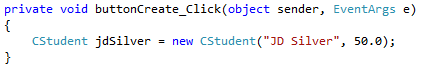 private void buttonCreate_Click(object sender, EventArgs e)
{
    CStudent jdSilver = new CStudent("JD Silver", 50.0);
}